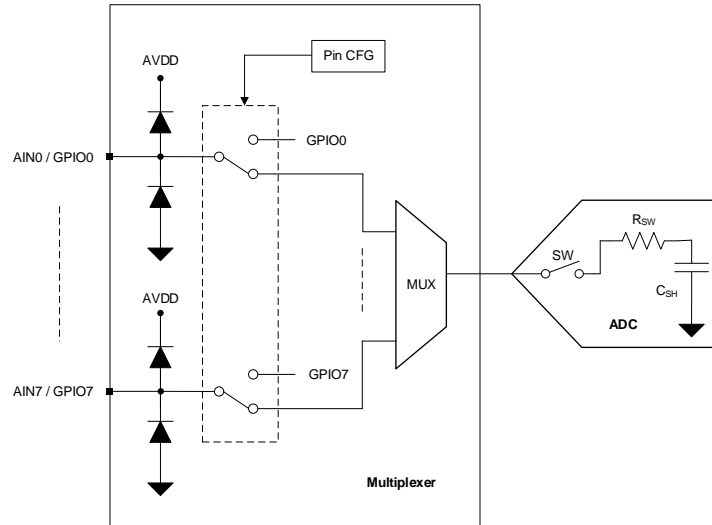 Pin CFG
AVDD
GPIO0
AIN0 / GPIO0
RSW
SW
MUX
CSH
AVDD
ADC
GPIO7
AIN7 / GPIO7
Multiplexer